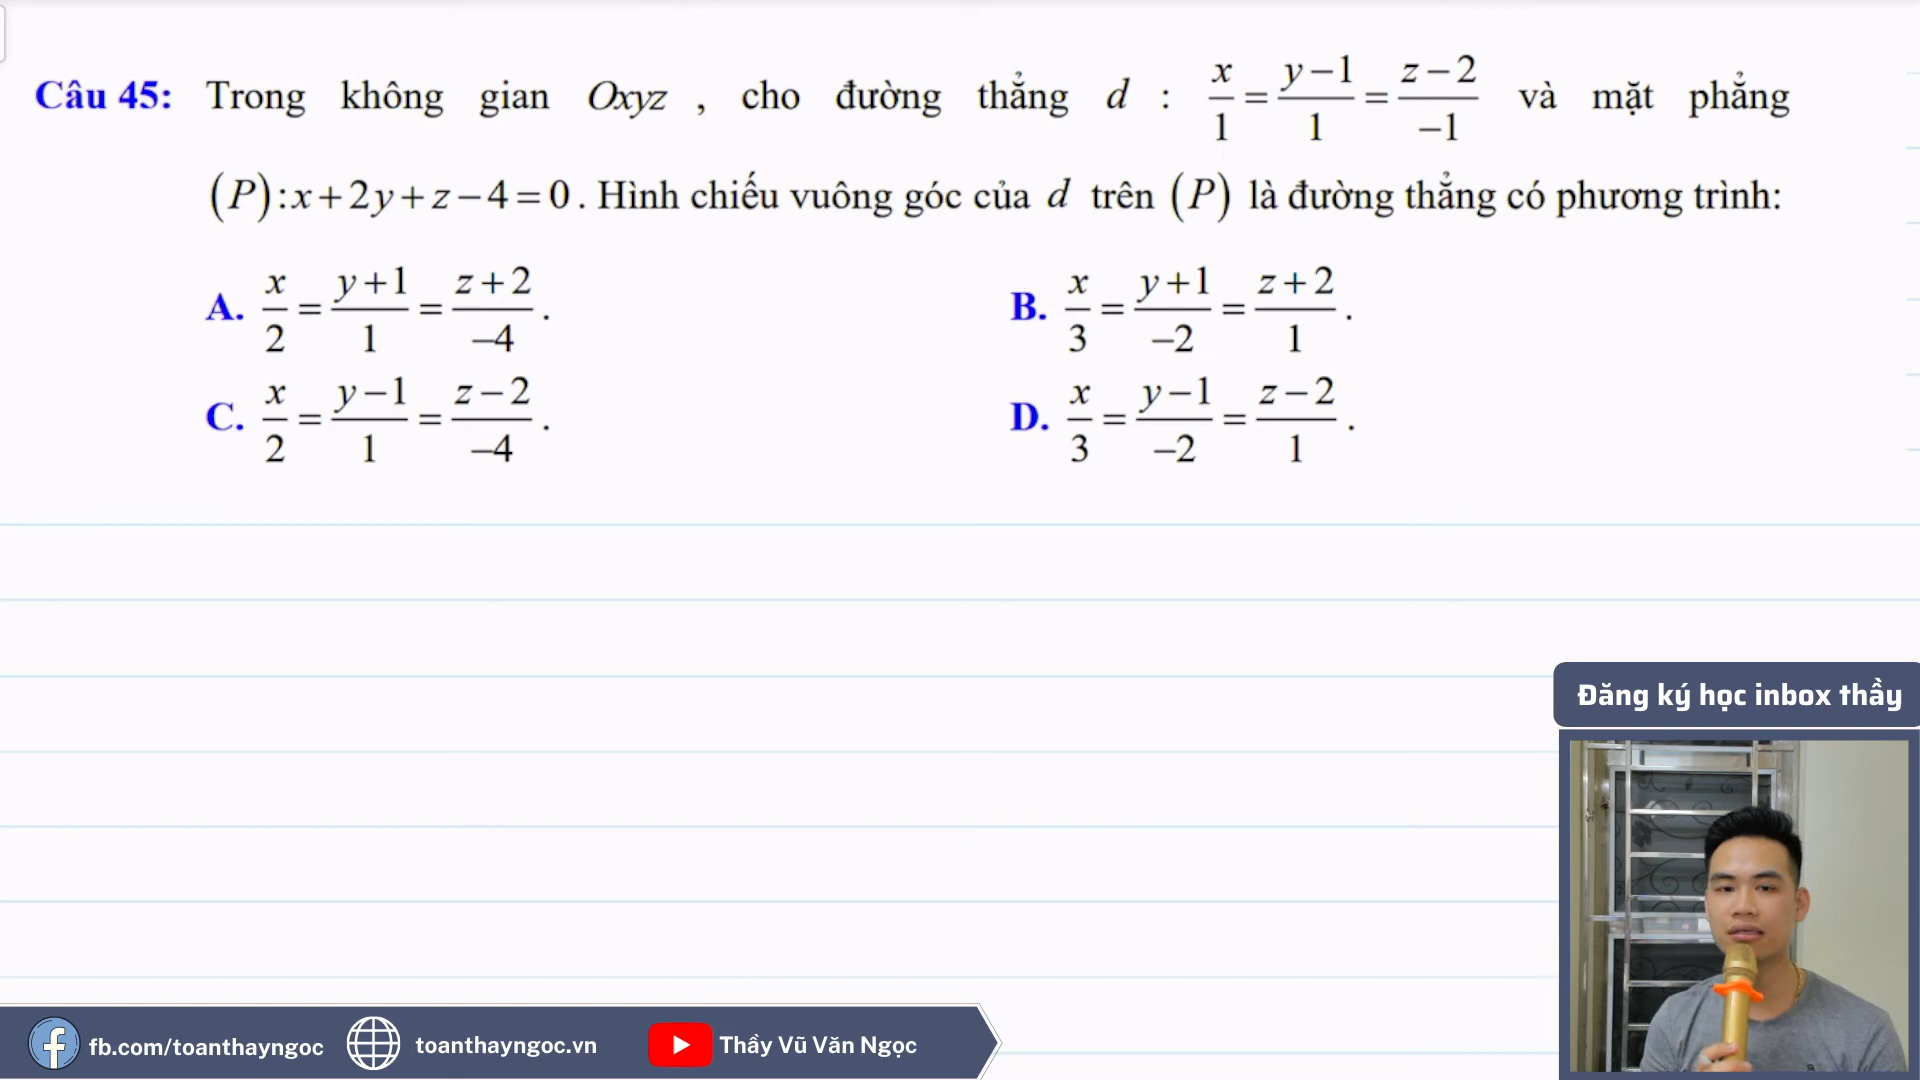 Câu 45: Trong không gian Oxyz , cho đường thẳng d : x/1 = (y−1)/1 = (z−2)/−1 và mặt phẳng
(P): x+2y+z−4=0. Hình chiếu vuông góc của d trên (P) là đường thẳng có phương trình:
A. x/2 = (y+1)/1 = (z+2)/−4. B. x/3 = (y+1)/−2 = (z+2)/1.
C. x/2 = (y−1)/1 = (z−2)/−4. D. x/3 = (y−1)/−2 = (z−2)/1.
Đăng ký học inbox thầy
fb.com/toanthayngoc toanthayngoc.vn Thầy Vũ Văn Ngọc